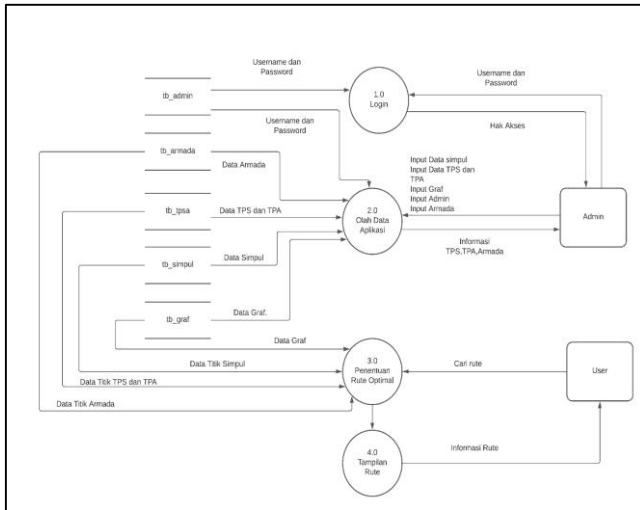 Username dan
Password
tb_admin
1.0
Login
Username dan
Password
Hak Akses
Username dan
Password
tb_armada
Data Armada
Input Data simpul
Input Data TPS dan
TPA
Input Graf
Input Admin
Input Armada
tb_tpsa
Data TPS dan TPA
2.0
Olah Data
Aplikasi
Admin
Informasi
TPS,TPA,Armada
tb_simpul
Data Simpul
tb_graf
Data Graf.
Data Graf
Data Titik Simpul
Data Titik TPS dan TPA
Data Titik Armada
3.0
Penentuan
Rute Optimal
Cari rute
User
4.0
Tampilan
Rute
Informasi Rute